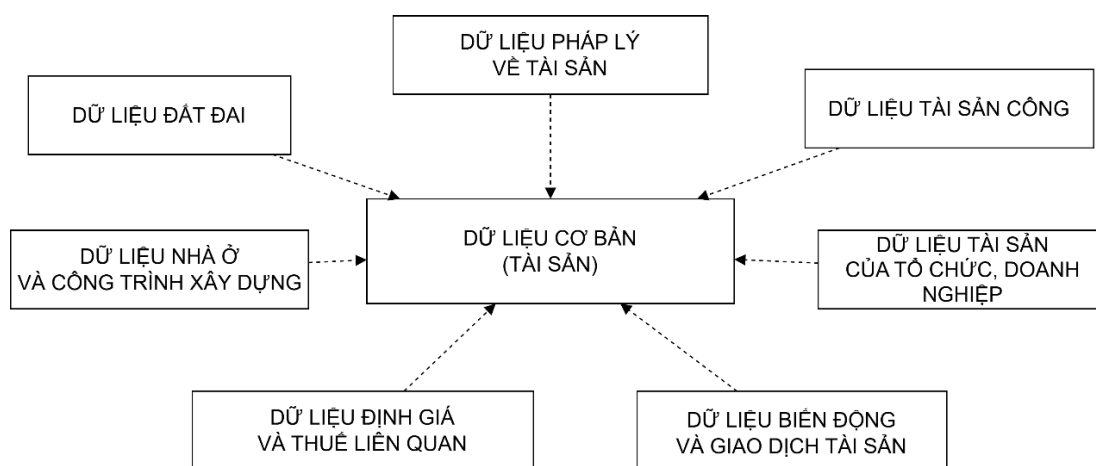 DỮ LIỆU PHÁP LÝ
VỀ TÀI SẢN
DỮ LIỆU ĐẤT ĐAI
DỮ LIỆU TÀI SẢN CÔNG
DỮ LIỆU CƠ BẢN
(TÀI SẢN)
DỮ LIỆU NHÀ Ở
VÀ CÔNG TRÌNH XÂY DỰNG
DỮ LIỆU TÀI SẢN
CỦA TỔ CHỨC, DOANH
NGHIỆP
DỮ LIỆU ĐỊNH GIÁ
VÀ THUẾ LIÊN QUAN
DỮ LIỆU BIẾN ĐỘNG
VÀ GIAO DỊCH TÀI SẢN